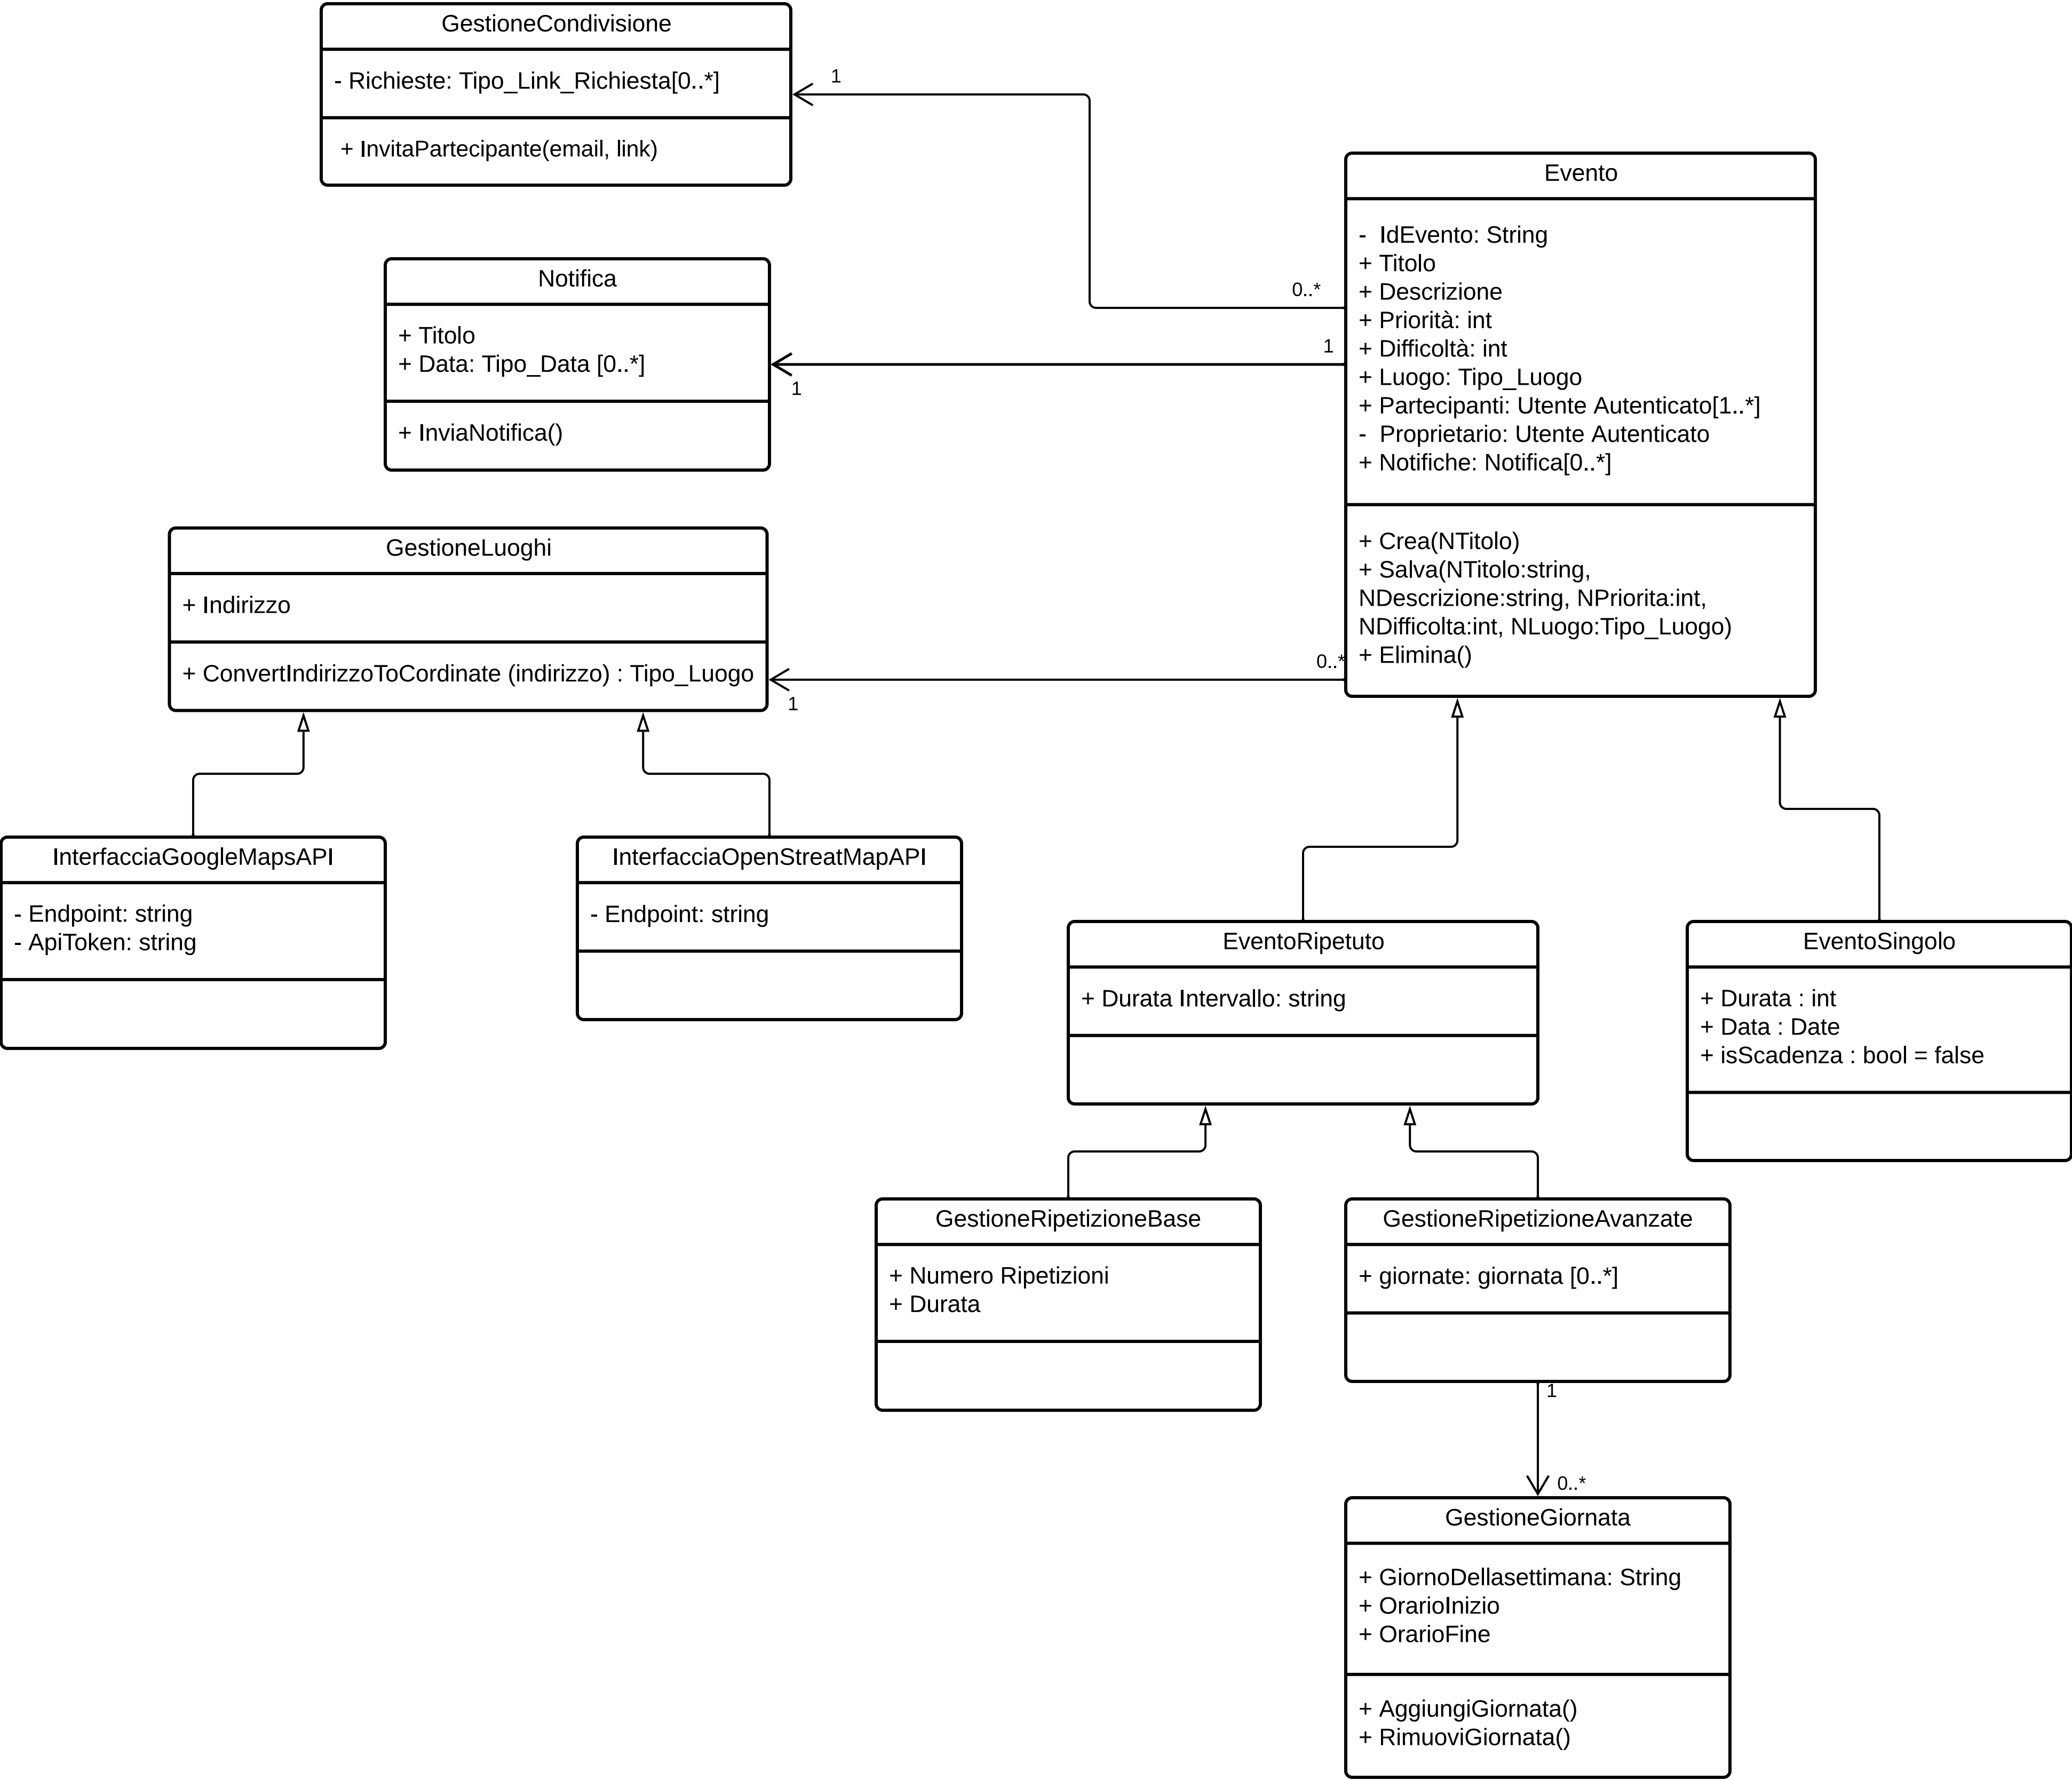 GestioneCondivisione
- Richieste: Tipo_Link_Richiesta[0..*]
+ InvitaPartecipante(email, link)
1
Evento
- IdEvento: String
+ Titolo
+ Descrizione
+ Priorità: int
+ Difficoltà: int
+ Luogo: Tipo_Luogo
+ Partecipanti: Utente Autenticato[1..*]
- Proprietario: Utente Autenticato
+ Notifiche: Notifica[0..*]
+ Crea(NTitolo)
+ Salva(NTitolo:string,
NDescrizione:string, NPriorita:int,
NDifficolta:int, NLuogo:Tipo_Luogo)
+ Elimina()
0..*
1
0..*
Notifica
+ Titolo
+ Data: Tipo_Data [0..*]
+ InviaNotifica()
1
GestioneLuoghi
+ Indirizzo
+ ConvertIndirizzoToCordinate (indirizzo) : Tipo_Luogo
1
InterfacciaGoogleMapsAPI
- Endpoint: string
- ApiToken: string
InterfacciaOpenStreatMapAPI
- Endpoint: string
EventoRipetuto
+ Durata Intervallo: string
EventoSingolo
+ Durata : int
+ Data : Date
+ isScadenza : bool = false
GestioneRipetizioneBase
+ Numero Ripetizioni
+ Durata
GestioneRipetizioneAvanzate
+ giornate: giornata [0..*]
1
0..*
GestioneGiornata
+ GiornoDellasettimana: String
+ OrarioInizio
+ OrarioFine
+ AggiungiGiornata()
+ RimuoviGiornata()